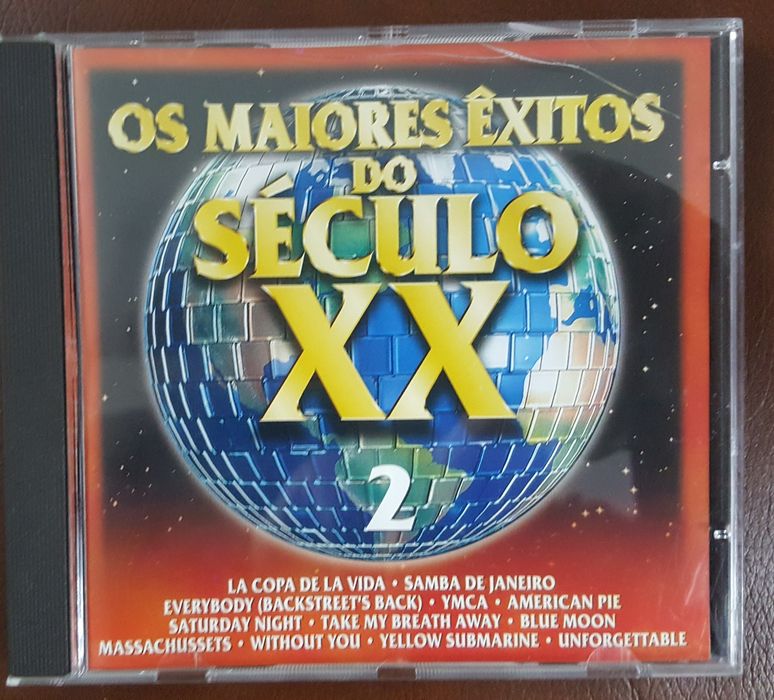 OS MAIORES ÊXITOS
DO
SÉCULO
XX
2
LA COPA DE LA VIDA • SAMBA DE JANEIRO
EVERYBODY (BACKSTREET'S BACK) • YMCA • AMERICAN PIE
SATURDAY NIGHT • TAKE MY BREATH AWAY • BLUE MOON
MASSACHUSSETS • WITHOUT YOU • YELLOW SUBMARINE • UNFORGETTABLE